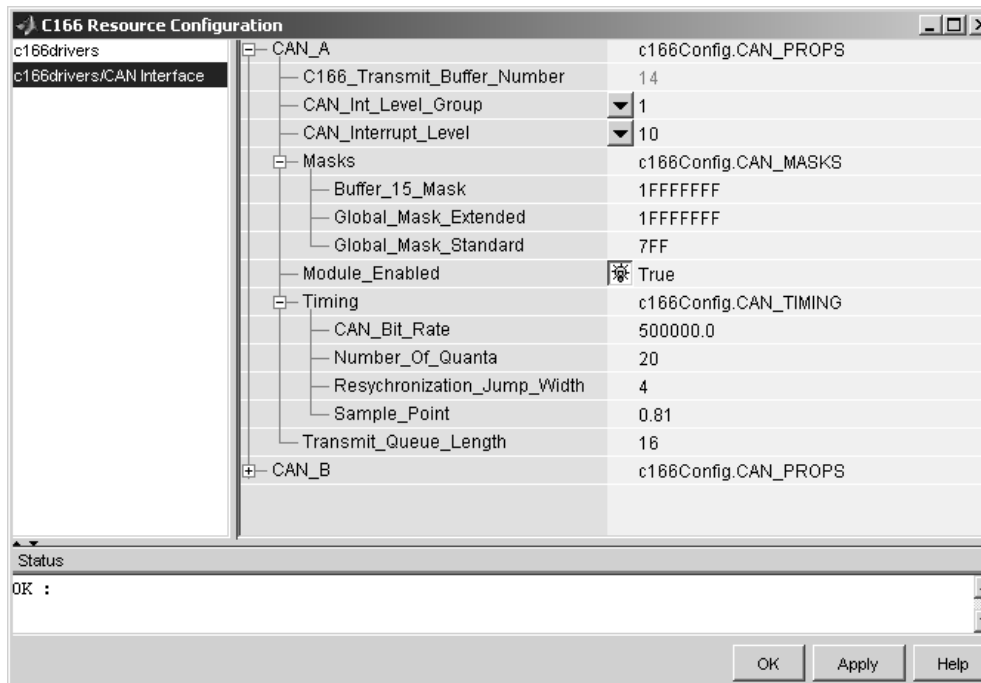 C166 Resource Configuration
c166drivers
c166drivers/CAN Interface
CAN_A c166Config.CAN_PROPS
C166_Transmit_Buffer_Number 14
CAN_Int_Level_Group 1
CAN_Interrupt_Level 10
Masks c166Config.CAN_MASKS
Buffer_15_Mask 1FFFFFFF
Global_Mask_Extended 1FFFFFFF
Global_Mask_Standard 7FF
Module_Enabled True
Timing c166Config.CAN_TIMING
CAN_Bit_Rate 500000.0
Number_Of_Quanta 20
Resychronization_Jump_Width 4
Sample_Point 0.81
Transmit_Queue_Length 16
CAN_B c166Config.CAN_PROPS
Status
OK :
OK Apply Help